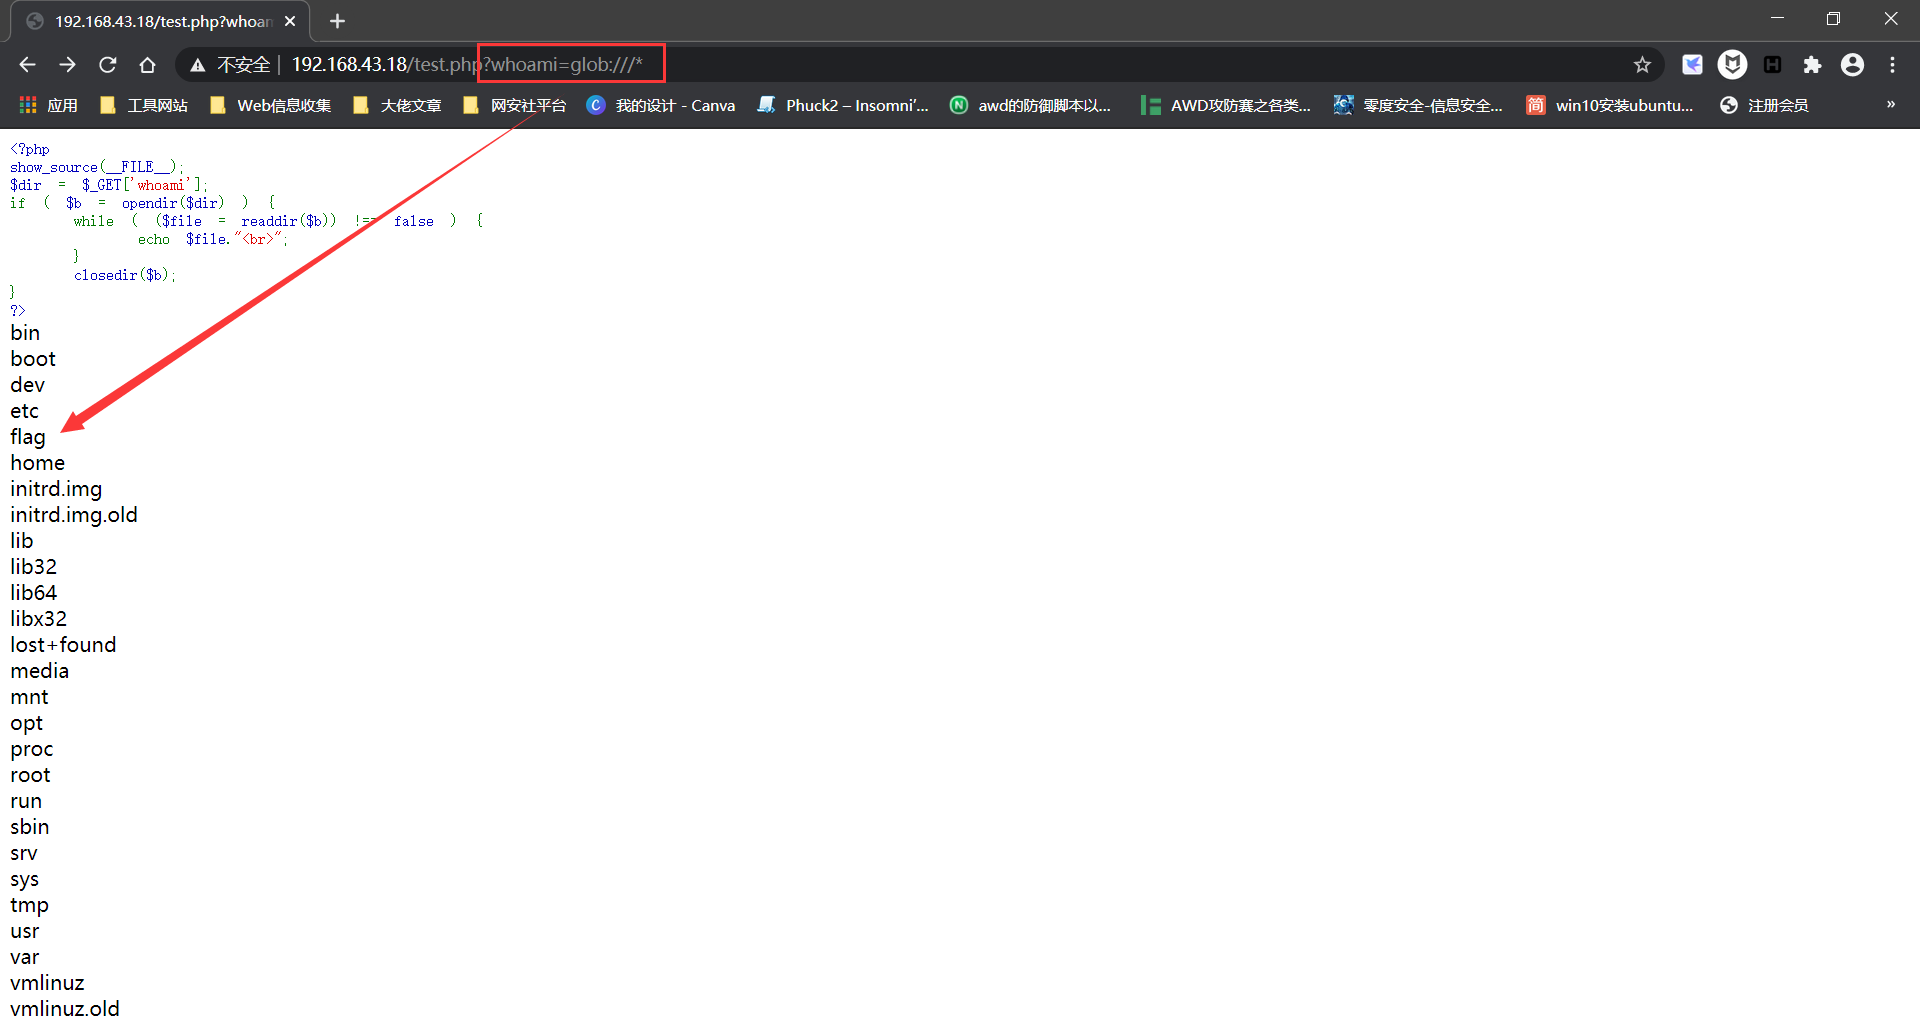 192.168.43.18/test.php?whoam
不安全 | 192.168.43.18/test.php?whoami=glob:///*
应用 工具网站 Web信息收集 大佬文章 网安社平台 我的设计 - Canva Phuck2 – Insomni'... awd的防御脚本以... AWD攻防赛之各类... 零度安全-信息安全... win10安装ubuntu... 注册会员 »
<?php
show_source(__FILE__);
$dir = $_GET['whoami'];
if ( $b = opendir($dir) ) {
while ( ($file = readdir($b)) !== false ) {
echo $file."<br>";
}
closedir($b);
}
?>
bin
boot
dev
etc
flag
home
initrd.img
initrd.img.old
lib
lib32
lib64
libx32
lost+found
media
mnt
opt
proc
root
run
sbin
srv
sys
tmp
usr
var
vmlinuz
vmlinuz.old